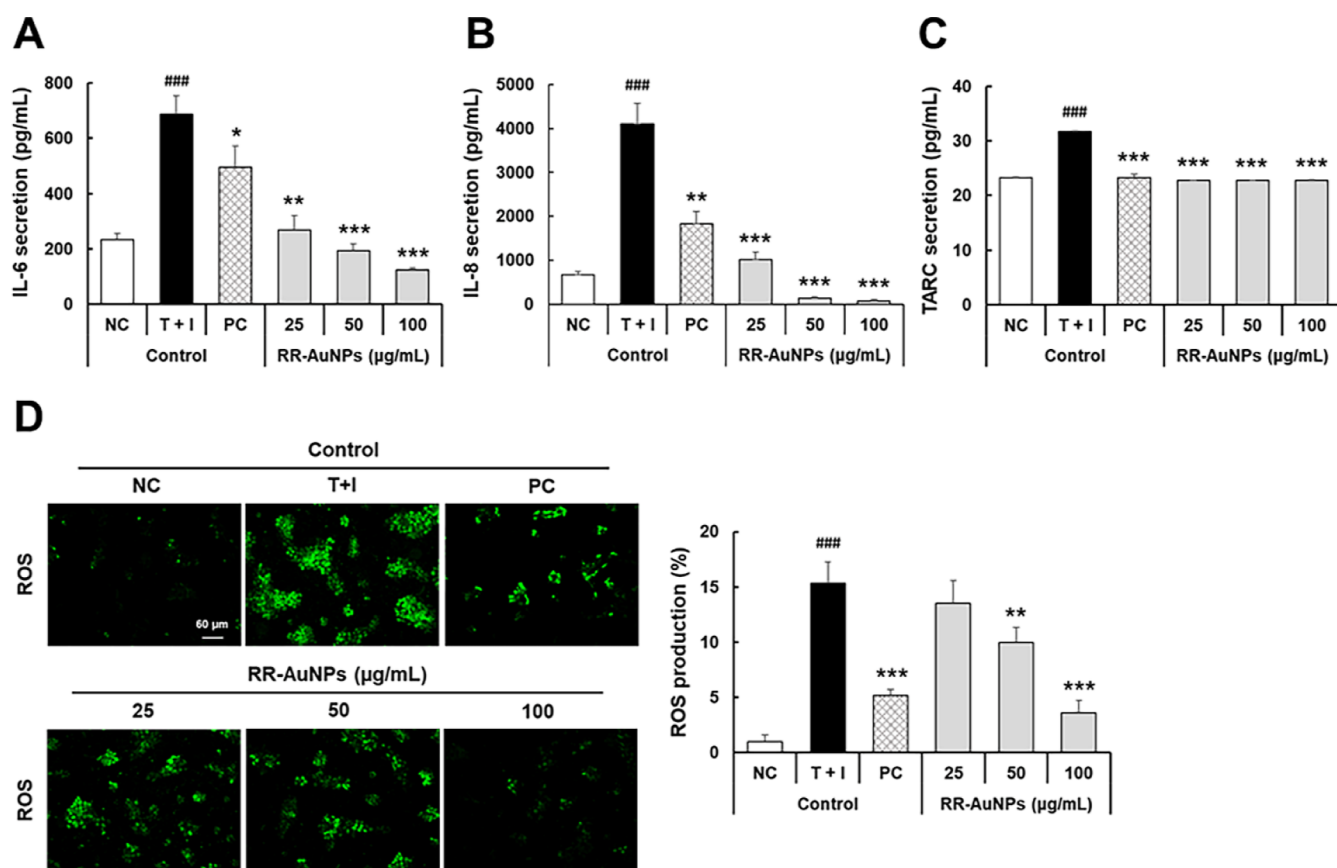 A
IL-6 secretion (pg/mL)
800
600
400
200
0
###
*
**
***
***
NC T + I PC 25 50 100
Control RR-AuNPs (µg/mL)
B
IL-8 secretion (pg/mL)
5000
4000
3000
2000
1000
0
###
**
***
***
***
NC T + I PC 25 50 100
Control RR-AuNPs (µg/mL)
C
TARC secretion (pg/mL)
40
30
20
10
0
###
***
***
***
***
NC T + I PC 25 50 100
Control RR-AuNPs (µg/mL)
D
Control
NC T+I PC
ROS
60 µm
RR-AuNPs (µg/mL)
25 50 100
ROS
ROS production (%)
20
15
10
5
0
###
***
**
***
NC T + I PC 25 50 100
Control RR-AuNPs (µg/mL)